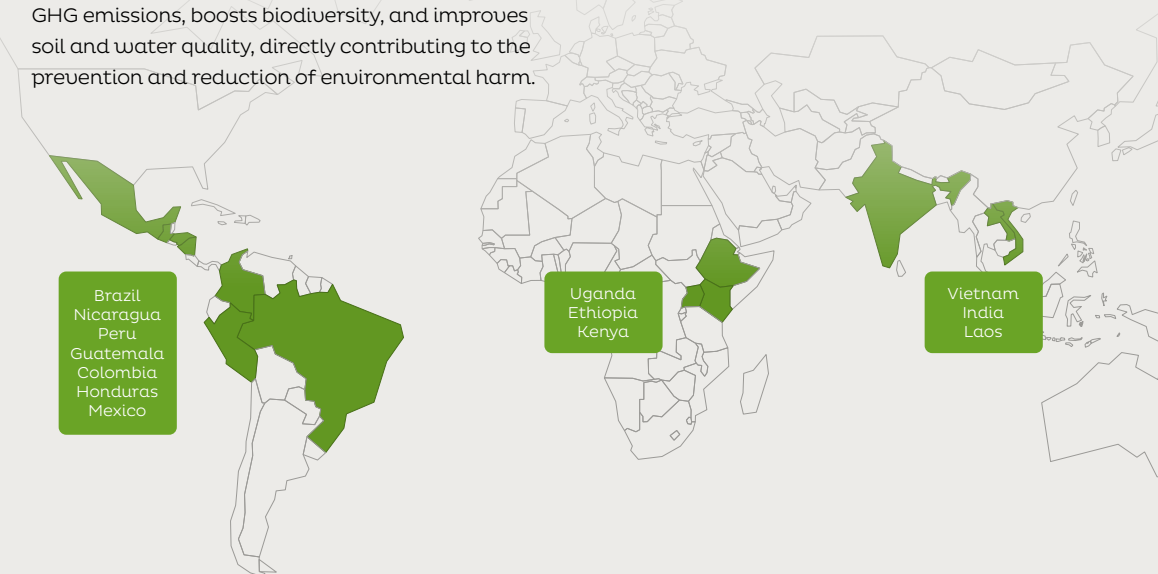 GHG emissions, boosts biodiversity, and improves
soil and water quality, directly contributing to the
prevention and reduction of environmental harm.
Brazil
Nicaragua
Peru
Guatemala
Colombia
Honduras
Mexico
Uganda
Ethiopia
Kenya
Vietnam
India
Laos